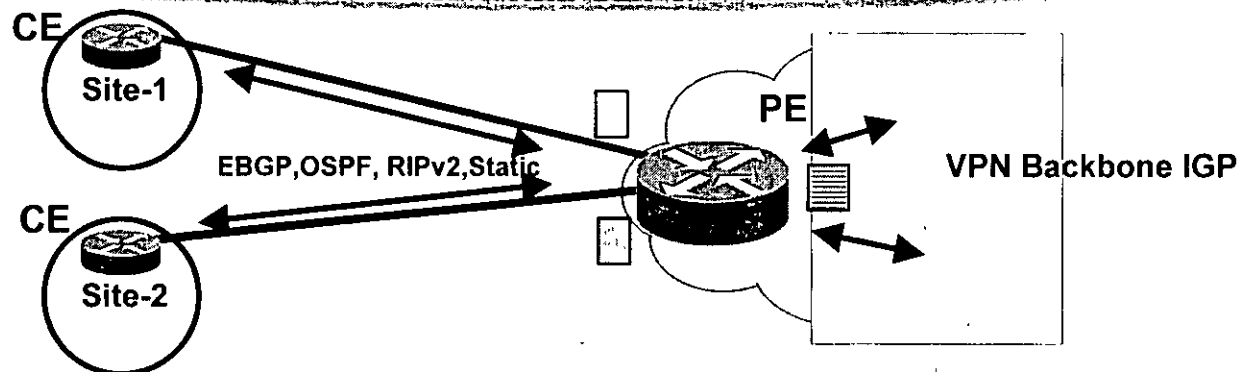 CE
Site-1
PE
EBGP,OSPF, RIPv2,Static
VPN Backbone IGP
CE
Site-2